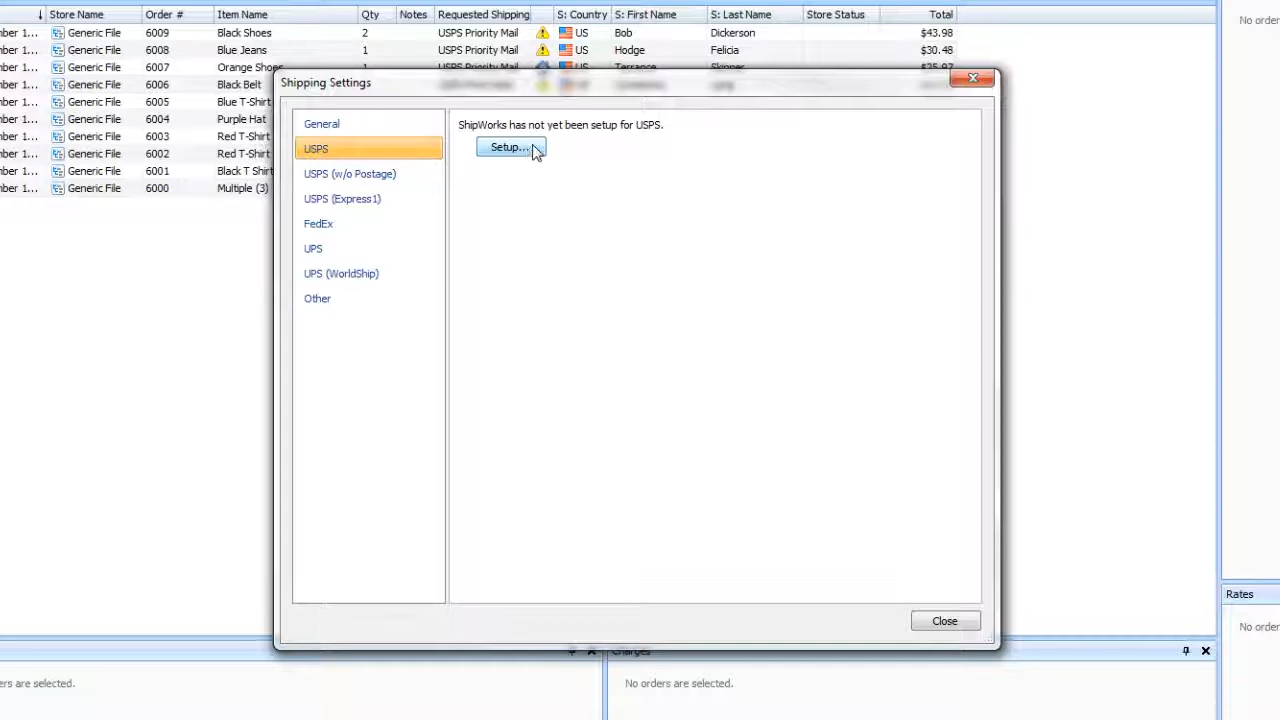 ↓ Store Name Order # Item Name Qty Notes Requested Shipping S: Country S: First Name S: Last Name Store Status Total
ber 1... Generic File 6009 Black Shoes 2 USPS Priority Mail US Bob Dickerson $43.98
ber 1... Generic File 6008 Blue Jeans 1 USPS Priority Mail US Hodge Felicia $30.48
ber 1... Generic File 6007 Orange Shoes 1 USPS Priority Mail US Terrance Skinner $25.97
ber 1... Generic File 6006 Black Belt
ber 1... Generic File 6005 Blue T-Shirt
ber 1... Generic File 6004 Purple Hat
ber 1... Generic File 6003 Red T-Shirt
ber 1... Generic File 6002 Red T-Shirt
ber 1... Generic File 6001 Black T Shirt
ber 1... Generic File 6000 Multiple (3)
No order
Shipping Settings
General
USPS
USPS (w/o Postage)
USPS (Express1)
FedEx
UPS
UPS (WorldShip)
Other
ShipWorks has not yet been setup for USPS.
Setup...
Close
Rates
No order
Charges
ers are selected.
No orders are selected.